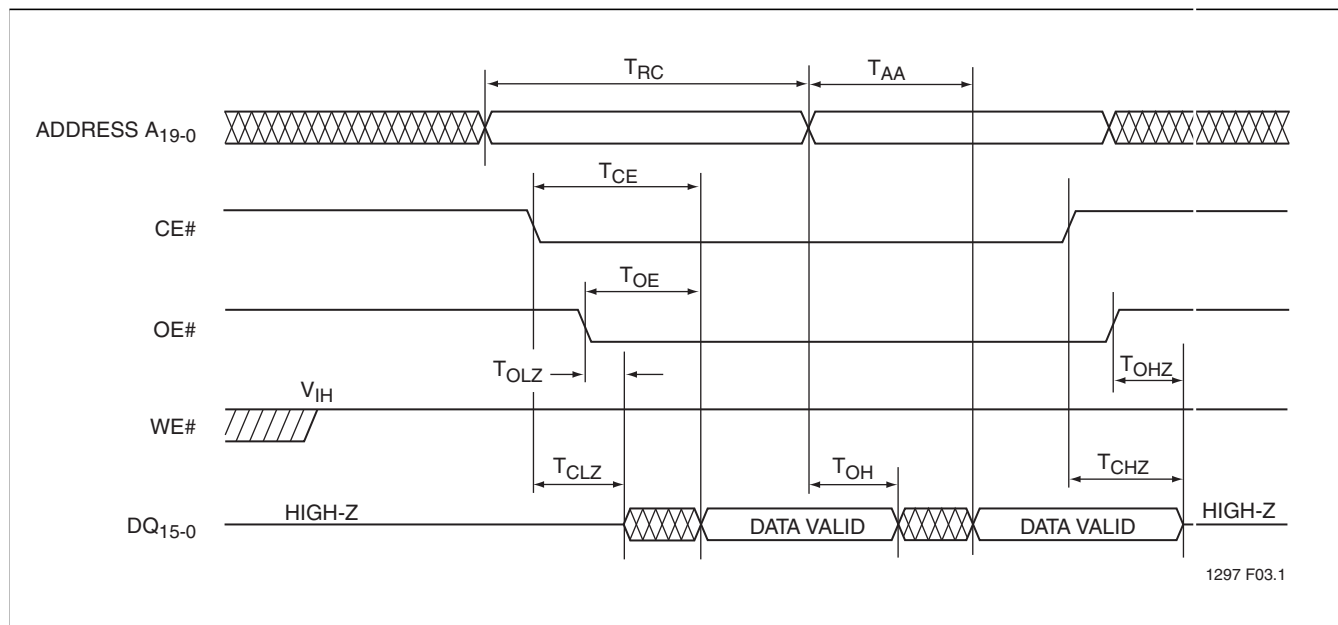 T_RC T_AA
ADDRESS A_19-0
T_CE
CE#
T_OE
OE#
T_OLZ T_OHZ
V_IH
WE#
T_CLZ T_OH T_CHZ
HIGH-Z DATA VALID DATA VALID HIGH-Z
DQ_15-0
1297 F03.1